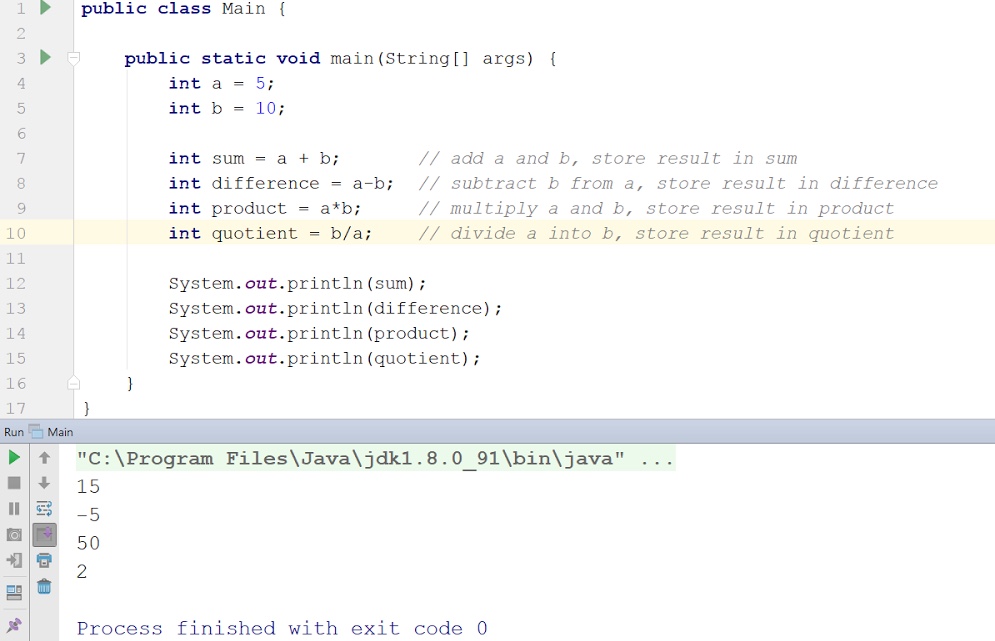 1 public class Main {
2
3 public static void main(String[] args) {
4 int a = 5;
5 int b = 10;
6
7 int sum = a + b; // add a and b, store result in sum
8 int difference = a-b; // subtract b from a, store result in difference
9 int product = a*b; // multiply a and b, store result in product
10 int quotient = b/a; // divide a into b, store result in quotient
11
12 System.out.println(sum);
13 System.out.println(difference);
14 System.out.println(product);
15 System.out.println(quotient);
16 }
17 }
Run Main
"C:\Program Files\Java\jdk1.8.0_91\bin\java" ...
15
-5
50
2
Process finished with exit code 0